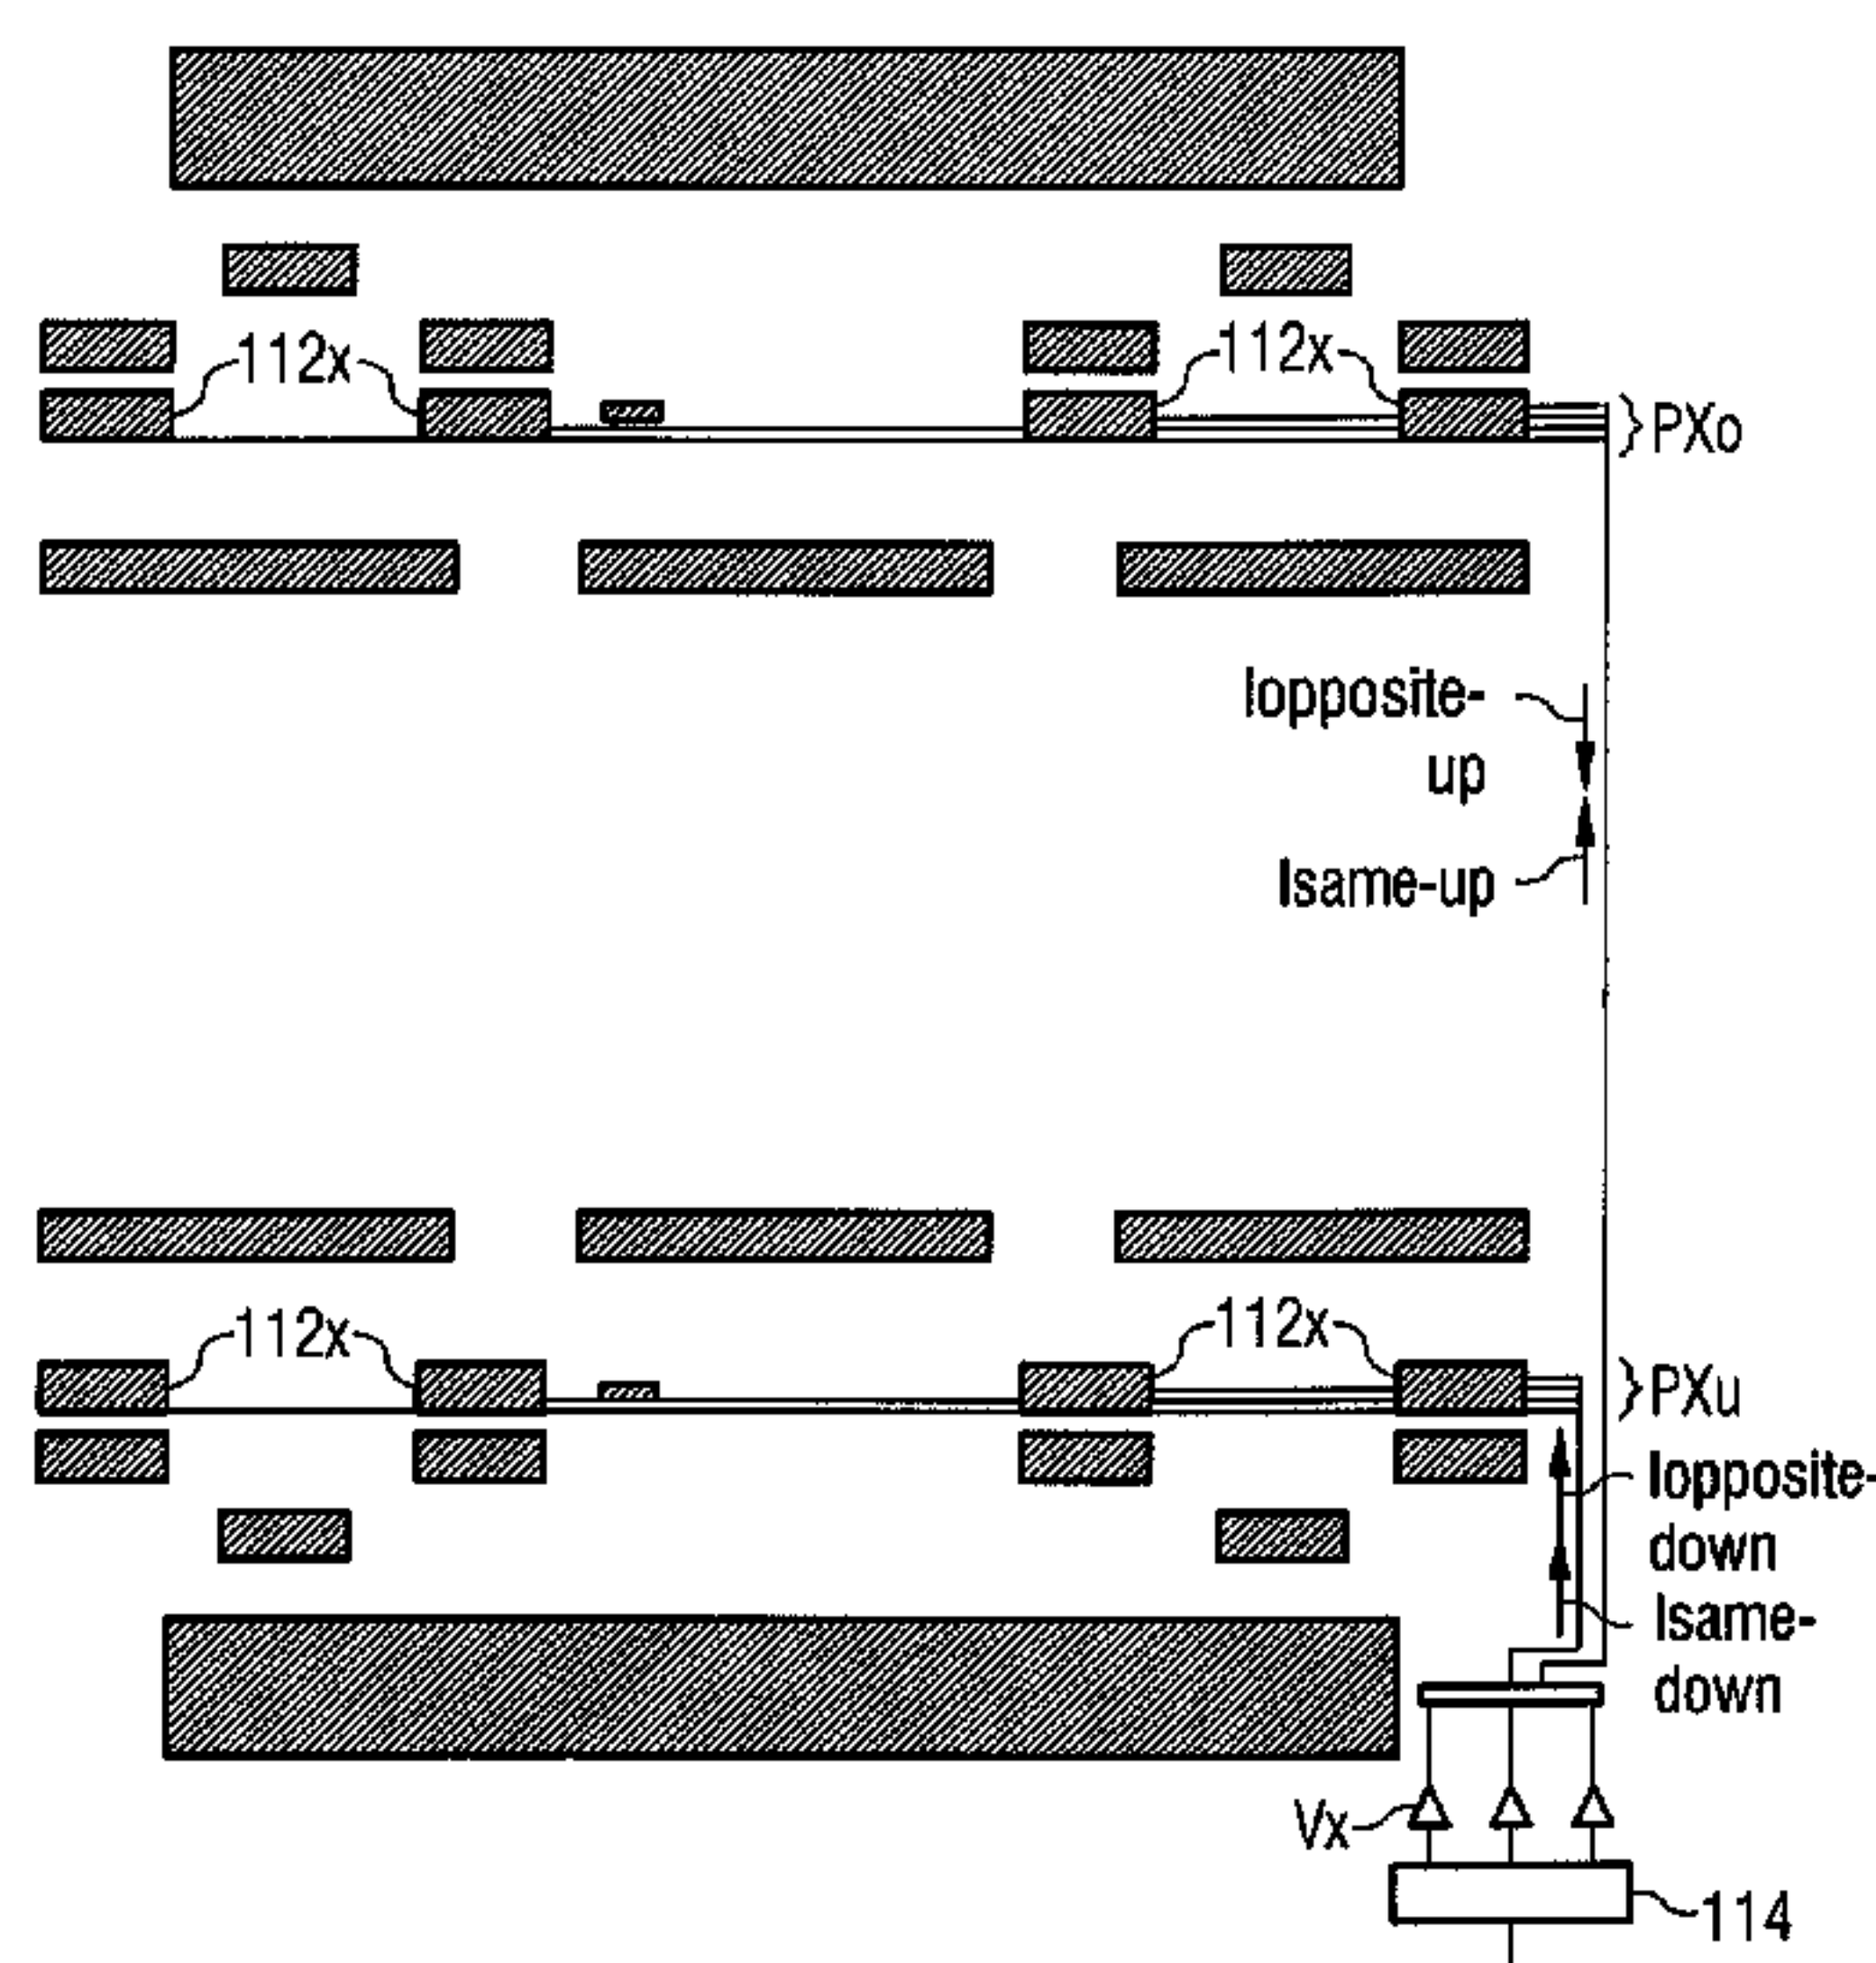 112x
112x
PXo
Iopposite-
up
Isame-up
112x
112x
PXu
Iopposite-
down
Isame-
down
Vx
114